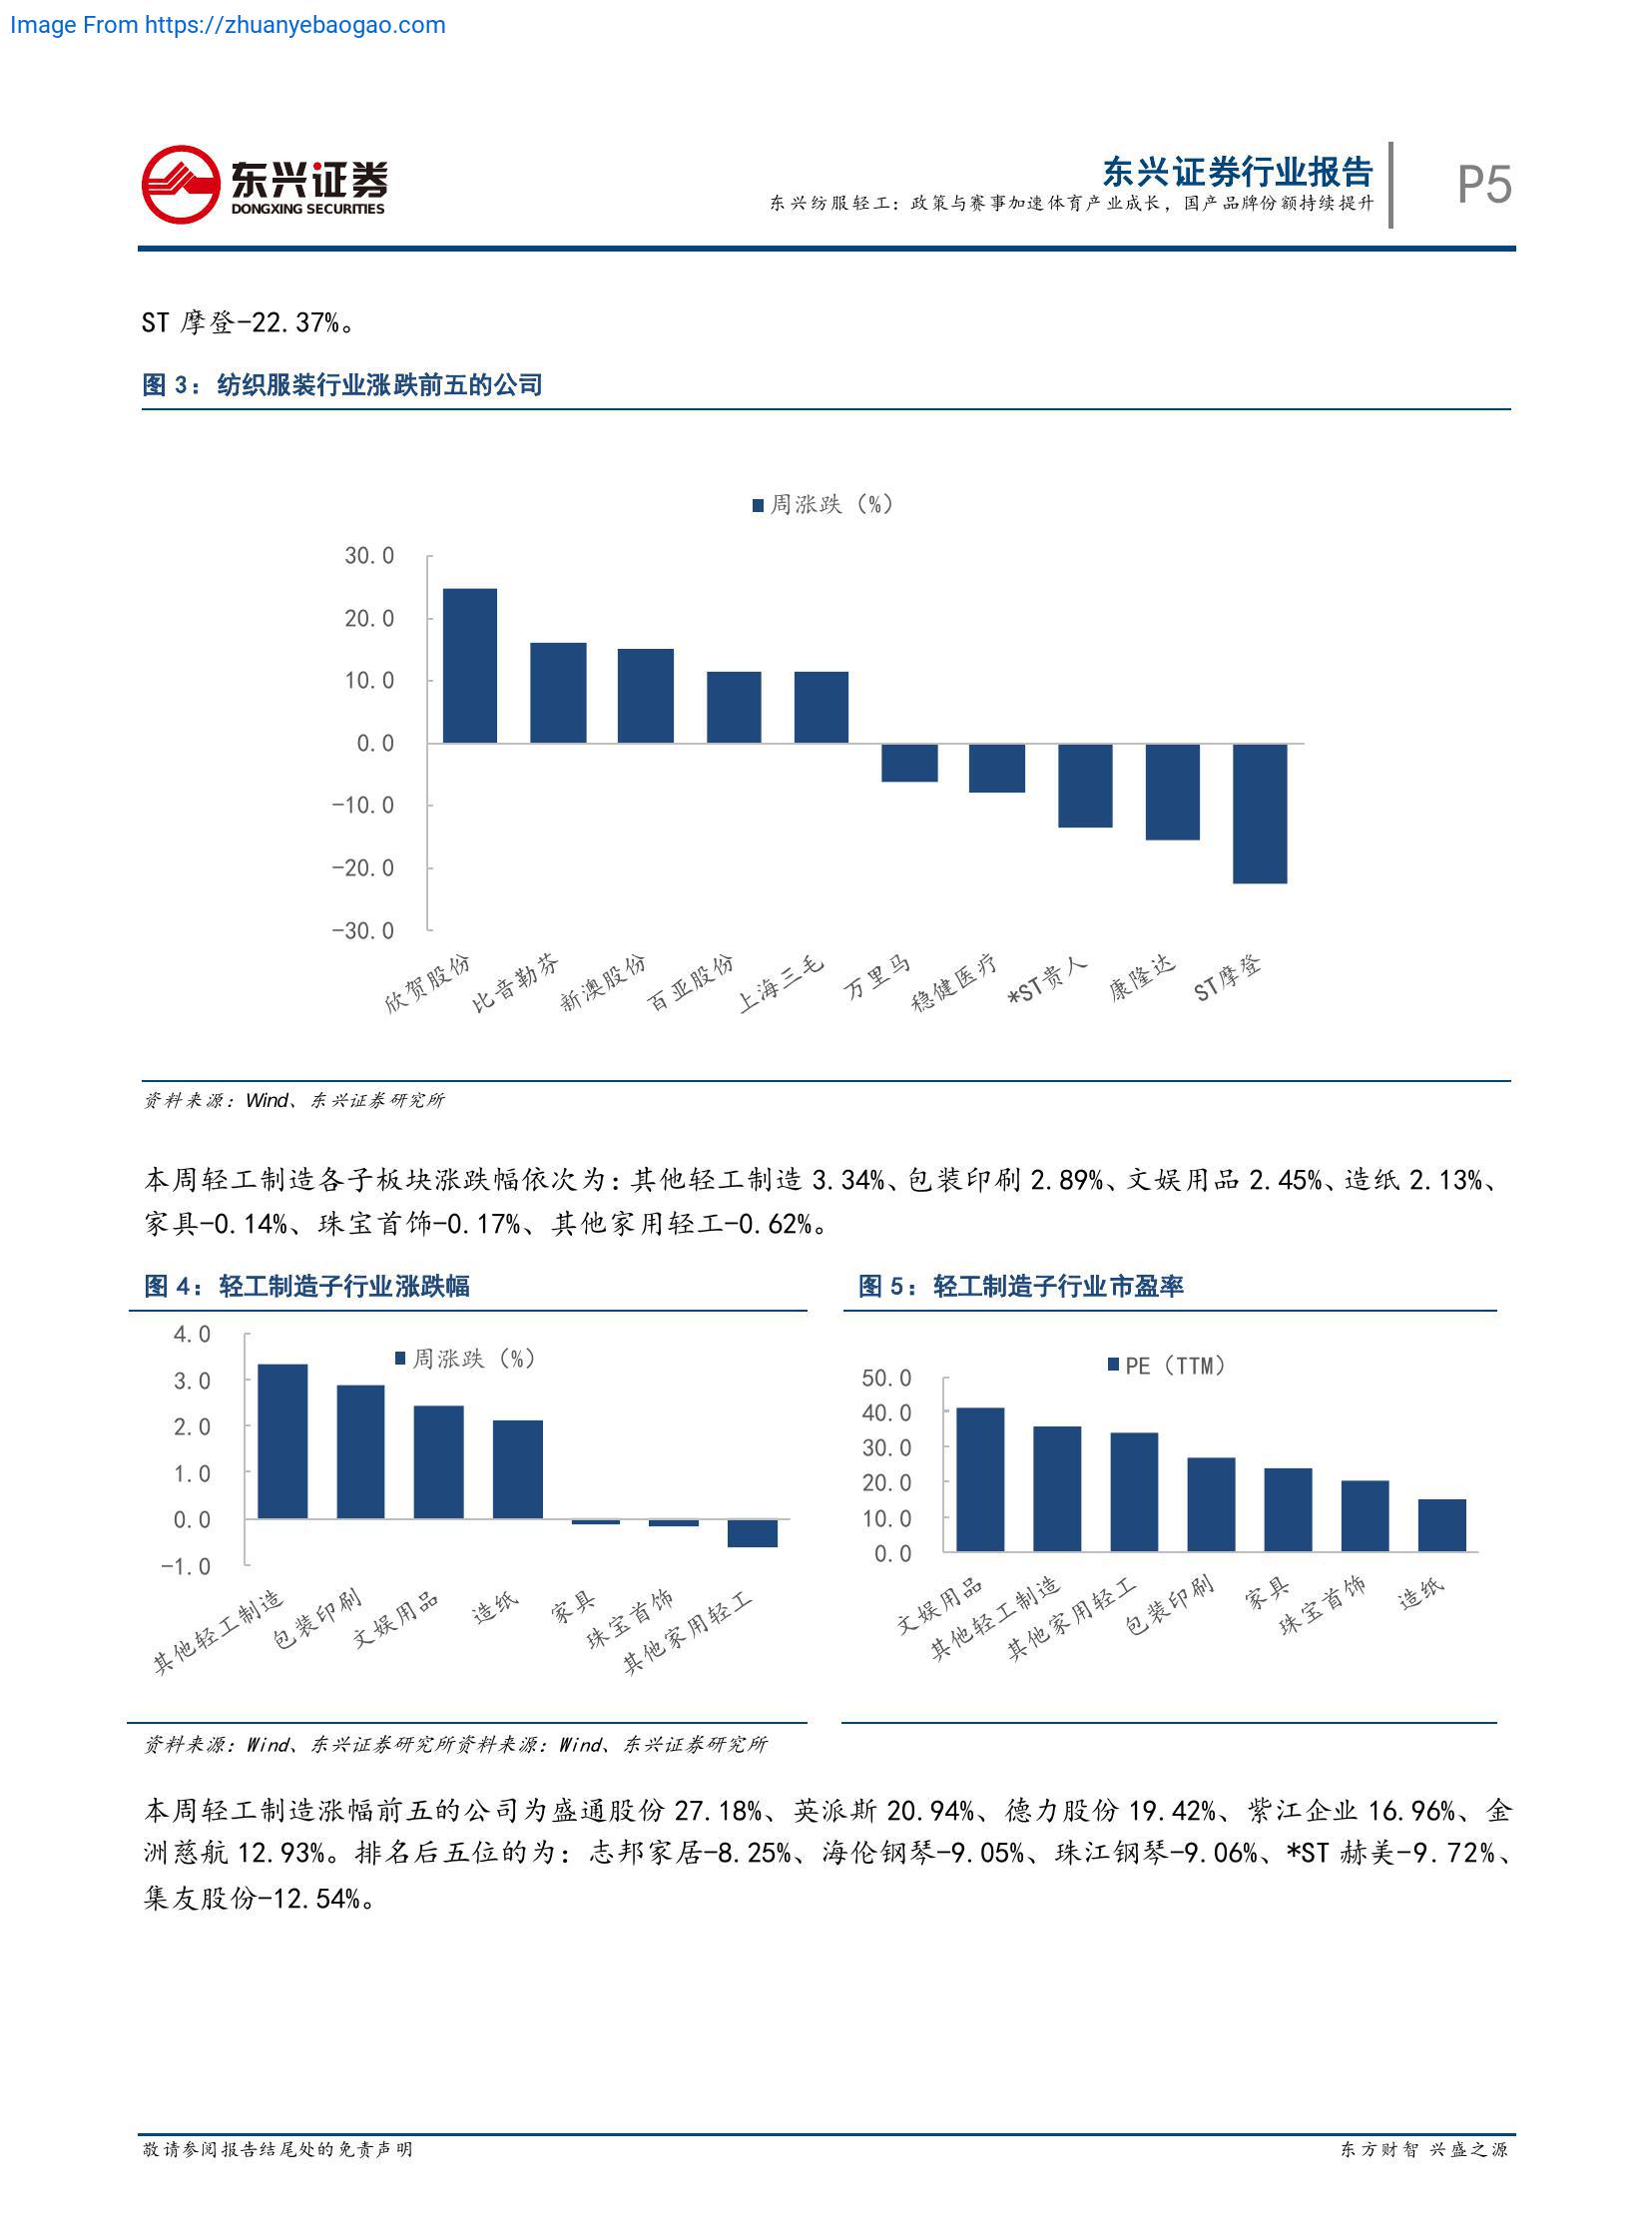 Image From https://zhuanyebaogao.com
东兴证券
DONGXING SECURITIES
东兴证券行业报告
东兴纺服轻工：政策与赛事加速体育产业成长，国产品牌份额持续提升
P5
ST 摩登-22.37%。
图 3：纺织服装行业涨跌前五的公司
周涨跌（%）
30.0
20.0
10.0
0.0
-10.0
-20.0
-30.0
欣贺股份
比音勒芬
新澳股份
百亚股份
上海三毛
万里马
稳健医疗
*ST贵人
康隆达
ST摩登
资料来源：Wind、东兴证券研究所
本周轻工制造各子板块涨跌幅依次为：其他轻工制造 3.34%、包装印刷 2.89%、文娱用品 2.45%、造纸 2.13%、
家具-0.14%、珠宝首饰-0.17%、其他家用轻工-0.62%。
图 4：轻工制造子行业涨跌幅
周涨跌（%）
4.0
3.0
2.0
1.0
0.0
-1.0
其他轻工制造
包装印刷
文娱用品
造纸
家具
珠宝首饰
其他家用轻工
图 5：轻工制造子行业市盈率
PE（TTM）
50.0
40.0
30.0
20.0
10.0
0.0
文娱用品
其他轻工制造
其他家用轻工
包装印刷
家具
珠宝首饰
造纸
资料来源：Wind、东兴证券研究所资料来源：Wind、东兴证券研究所
本周轻工制造涨幅前五的公司为盛通股份 27.18%、英派斯 20.94%、德力股份 19.42%、紫江企业 16.96%、金
洲慈航 12.93%。排名后五位的为：志邦家居-8.25%、海伦钢琴-9.05%、珠江钢琴-9.06%、*ST 赫美-9.72%、
集友股份-12.54%。
敬请参阅报告结尾处的免责声明
东方财智 兴盛之源